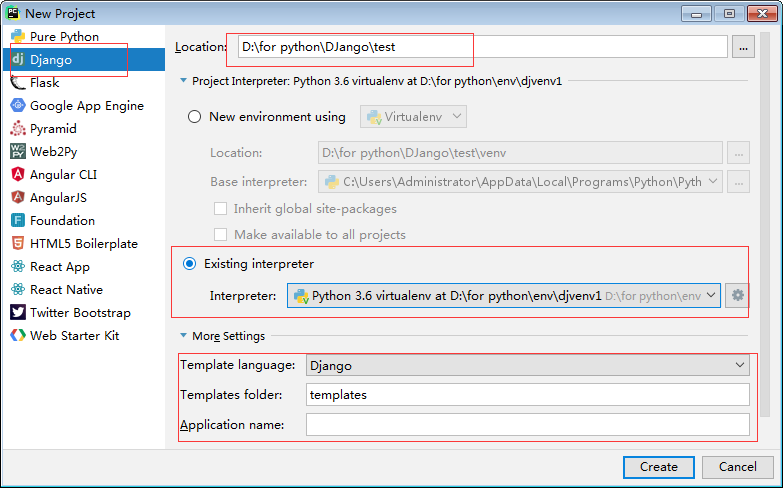 New Project
Pure Python
Django
Flask
Google App Engine
Pyramid
Web2Py
Angular CLI
AngularJS
Foundation
HTML5 Boilerplate
React App
React Native
Twitter Bootstrap
Web Starter Kit
Location: D:\for python\DJango\test ...
Project Interpreter: Python 3.6 virtualenv at D:\for python\env\djvenv1
New environment using Virtualenv
Location: D:\for python\DJango\test\venv ...
Base interpreter: C:\Users\Administrator\AppData\Local\Programs\Python\Pyth ...
Inherit global site-packages
Make available to all projects
Existing interpreter
Interpreter: Python 3.6 virtualenv at D:\for python\env\djvenv1 D:\for python\env
More Settings
Template language: Django
Templates folder: templates
Application name:
Create Cancel